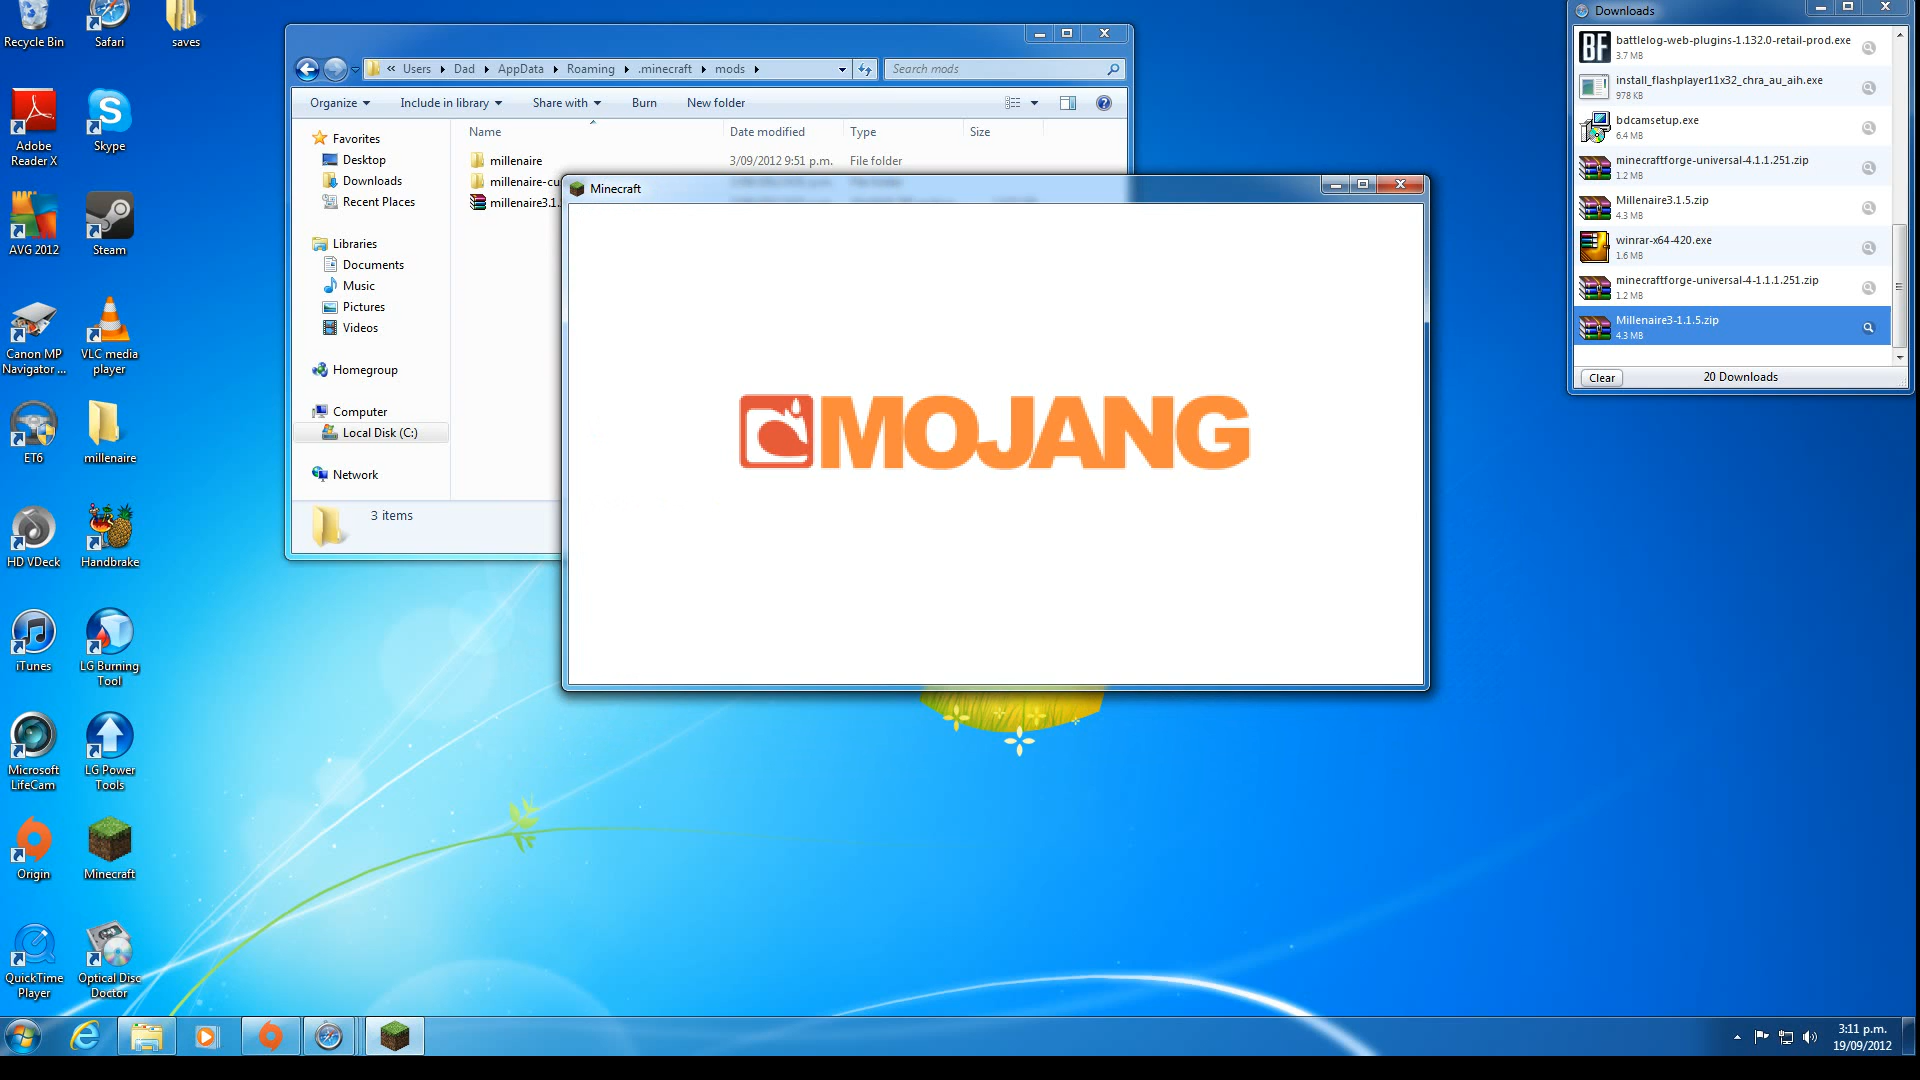 Recycle Bin
Safari
saves
Adobe
Reader X
Skype
AVG 2012
Steam
Canon MP
Navigator ...
VLC media
player
ET6
millenaire
HD VDeck
Handbrake
iTunes
LG Burning
Tool
Microsoft
LifeCam
LG Power
Tools
Origin
Minecraft
QuickTime
Player
Optical Disc
Doctor
« Users Dad AppData Roaming .minecraft mods
Search mods
Organize Include in library Share with Burn New folder
Name Date modified Type Size
Favorites
Desktop
Downloads
Recent Places
Libraries
Documents
Music
Pictures
Videos
Homegroup
Computer
Local Disk (C:)
Network
millenaire 3/09/2012 9:51 p.m. File folder
millenaire-cu
millenaire3.1.
3 items
Minecraft
MOJANG
Downloads
BF
battlelog-web-plugins-1.132.0-retail-prod.exe
3.7 MB
install_flashplayer11x32_chra_au_aih.exe
978 KB
bdcamsetup.exe
6.4 MB
minecraftforge-universal-4.1.1.251.zip
1.2 MB
Millenaire3.1.5.zip
4.3 MB
winrar-x64-420.exe
1.6 MB
minecraftforge-universal-4-1.1.1.251.zip
1.2 MB
Millenaire3-1.1.5.zip
4.3 MB
Clear
20 Downloads
3:11 p.m.
19/09/2012